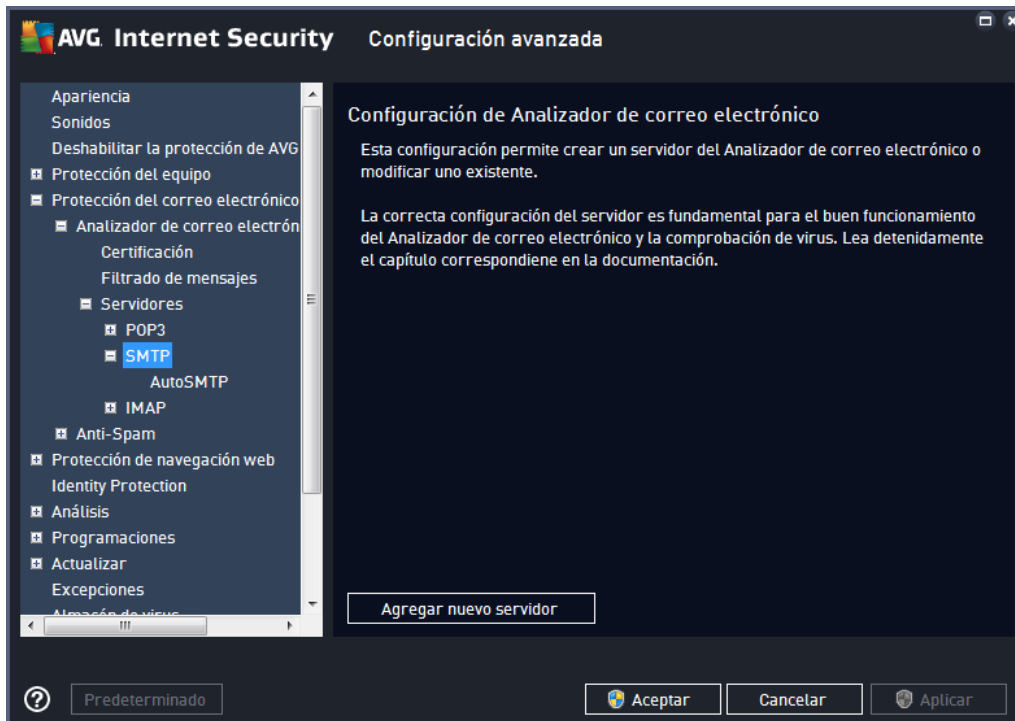 AVG. Internet Security Configuración avanzada
Apariencia
Sonidos
Deshabilitar la protección de AVG
Protección del equipo
Protección del correo electrónico
Analizador de correo electrón
Certificación
Filtrado de mensajes
Servidores
POP3
SMTP
AutoSMTP
IMAP
Anti-Spam
Protección de navegación web
Identity Protection
Análisis
Programaciones
Actualizar
Excepciones
Almacén de virus
Configuración de Analizador de correo electrónico
Esta configuración permite crear un servidor del Analizador de correo electrónico o
modificar uno existente.
La correcta configuración del servidor es fundamental para el buen funcionamiento
del Analizador de correo electrónico y la comprobación de virus. Lea detenidamente
el capítulo correspondiene en la documentación.
Agregar nuevo servidor
? Predeterminado Aceptar Cancelar Aplicar